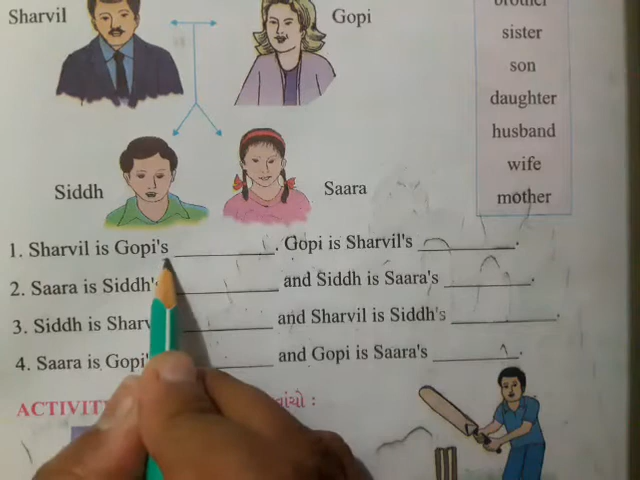 Sharvil
Gopi
brother
sister
son
daughter
husband
wife
mother
Siddh
Saara
1. Sharvil is Gopi's ________. Gopi is Sharvil's ________.
2. Saara is Siddh' ________ and Siddh is Saara's ________.
3. Siddh is Sharv ________ and Sharvil is Siddh's ________.
4. Saara is Gopi' ________ and Gopi is Saara's ________.
ACTIVIT